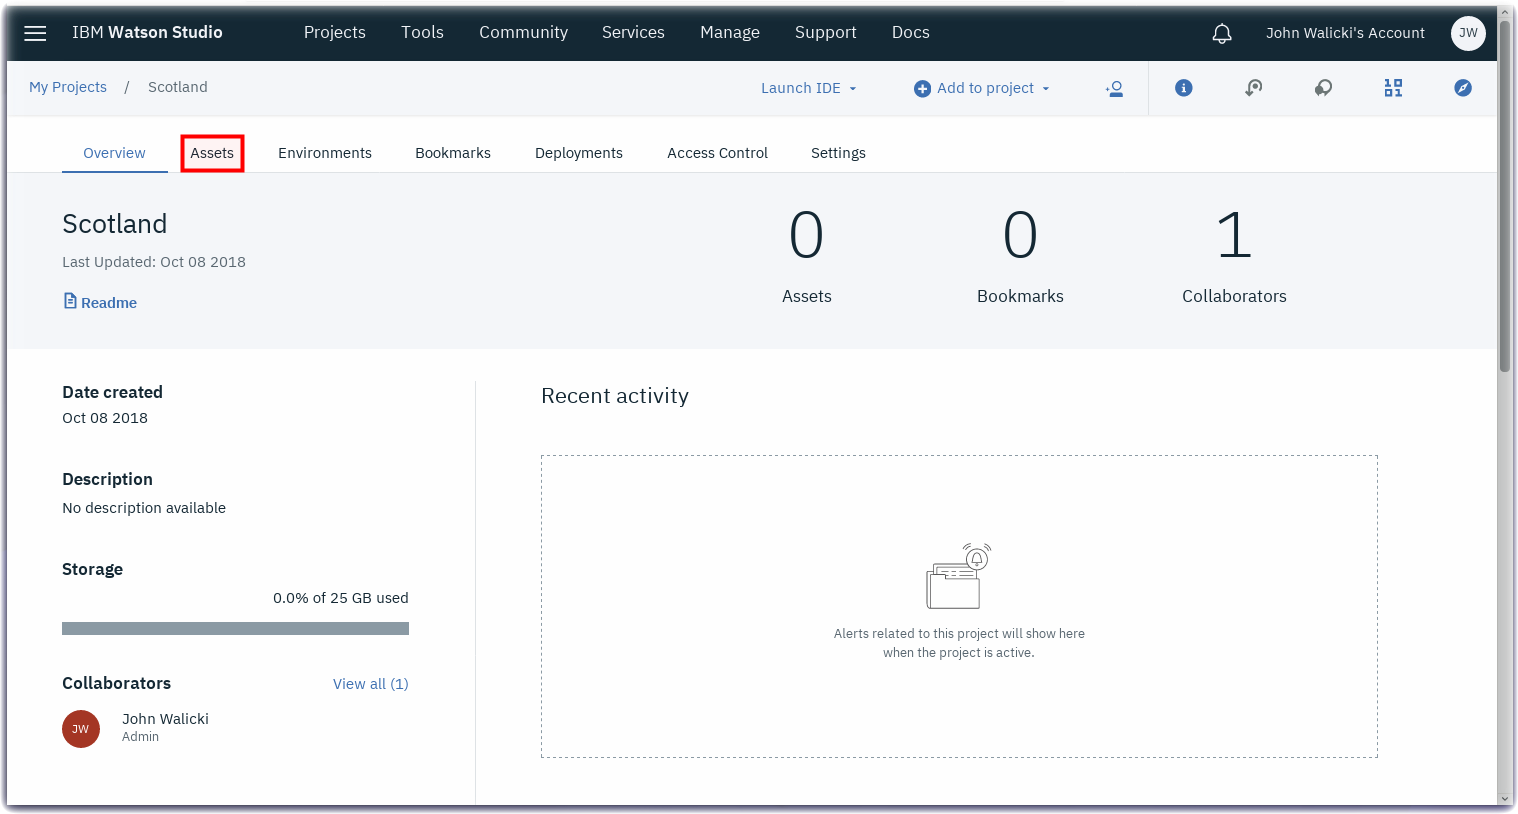 IBM Watson Studio Projects Tools Community Services Manage Support Docs John Walicki's Account JW
My Projects / Scotland Launch IDE Add to project
Overview Assets Environments Bookmarks Deployments Access Control Settings
Scotland
Last Updated: Oct 08 2018
Readme
0 0 1
Assets Bookmarks Collaborators
Date created
Oct 08 2018
Description
No description available
Storage
0.0% of 25 GB used
Collaborators View all (1)
JW John Walicki
Admin
Recent activity
Alerts related to this project will show here
when the project is active.